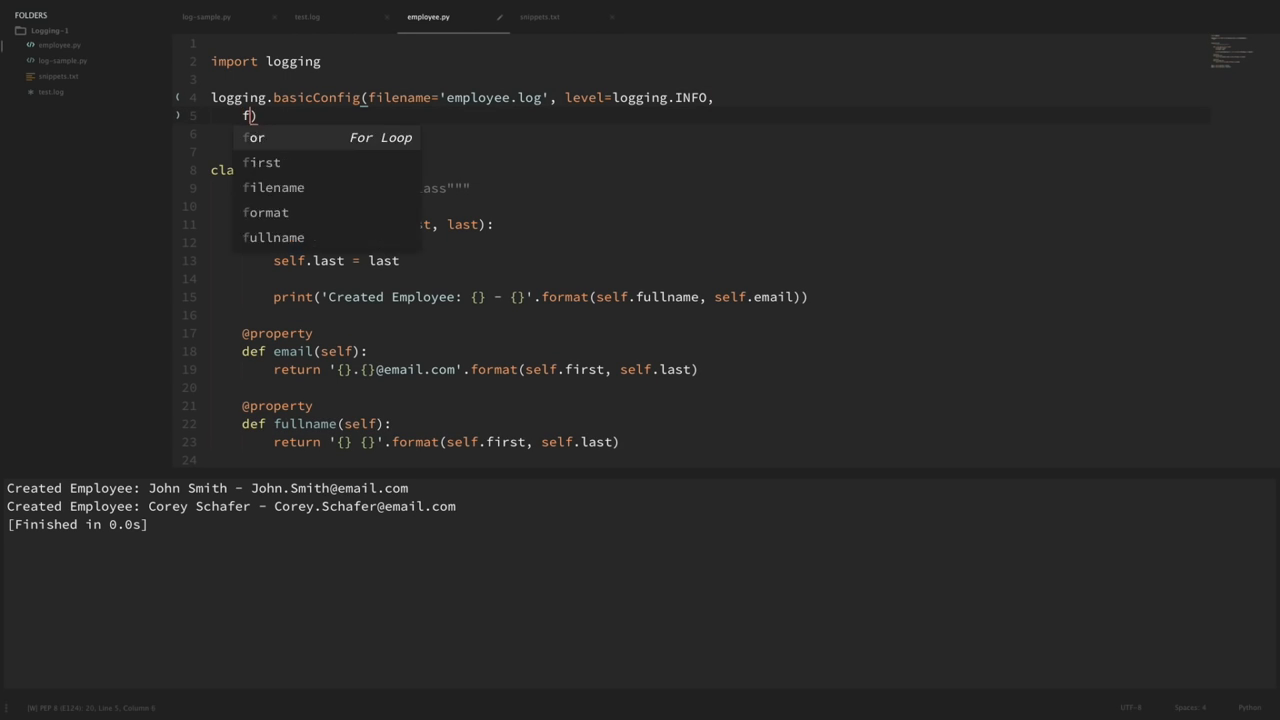 FOLDERS
Logging-1
employee.py
log-sample.py
snippets.txt
test.log
log-sample.py × test.log × employee.py snippets.txt ×
1
2 import logging
3
4 logging.basicConfig(filename='employee.log', level=logging.INFO,
5 f)
6
7
8 cla
9 ass"""
10
11 st, last):
12
13 self.last = last
14
15 print('Created Employee: {} - {}'.format(self.fullname, self.email))
16
17 @property
18 def email(self):
19 return '{}.{}@email.com'.format(self.first, self.last)
20
21 @property
22 def fullname(self):
23 return '{} {}'.format(self.first, self.last)
24
for For Loop
first
filename
format
fullname
Created Employee: John Smith - John.Smith@email.com
Created Employee: Corey Schafer - Corey.Schafer@email.com
[Finished in 0.0s]
[W] PEP 8 (E124): 20, Line 5, Column 6 UTF-8 Spaces: 4 Python